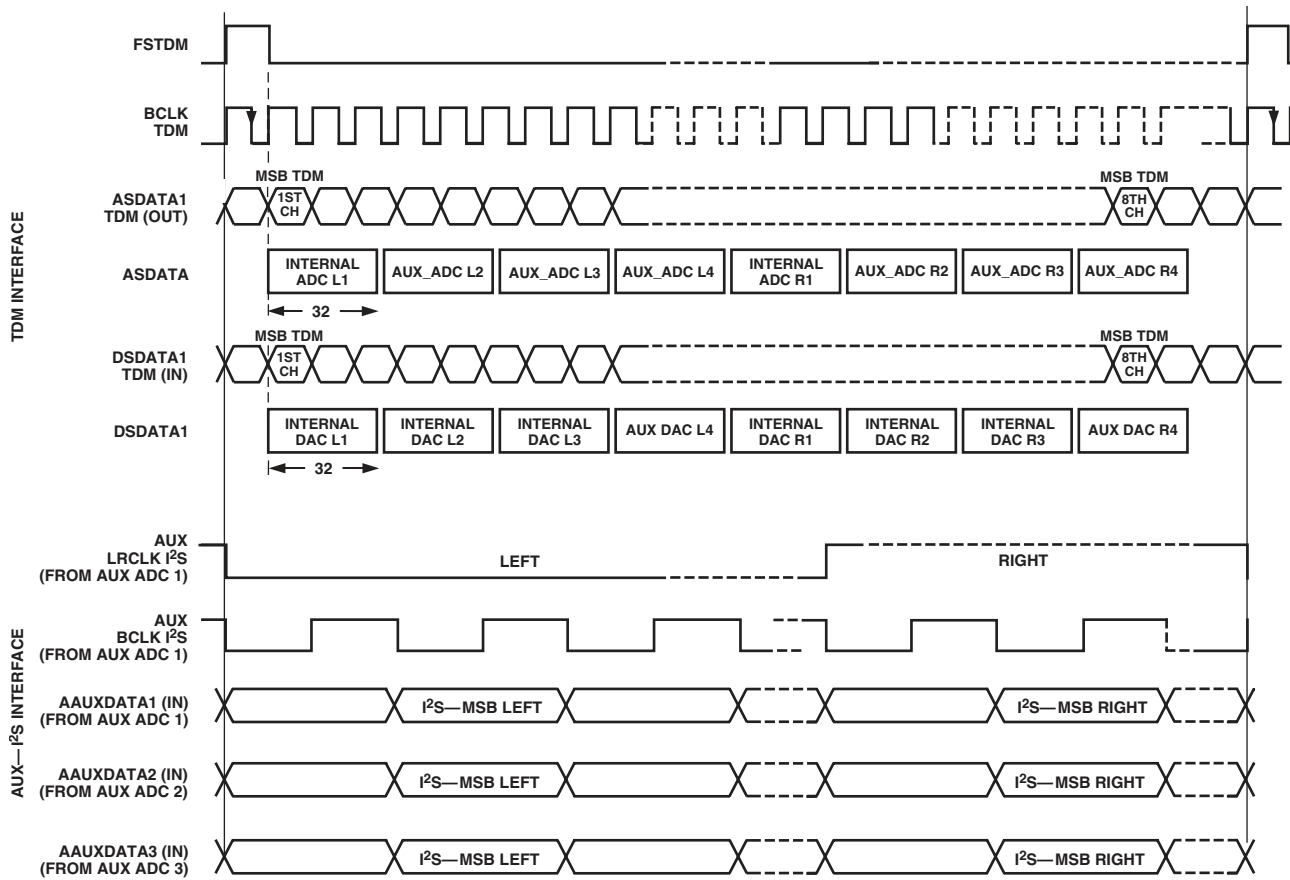 FSTDM
BCLK
TDM
MSB TDM
MSB TDM
ASDATA1
TDM (OUT)
1ST
CH
8TH
CH
ASDATA
INTERNAL
ADC L1
AUX_ADC L2
AUX_ADC L3
AUX_ADC L4
INTERNAL
ADC R1
AUX_ADC R2
AUX_ADC R3
AUX_ADC R4
32
TDM INTERFACE
MSB TDM
MSB TDM
DSDATA1
TDM (IN)
1ST
CH
8TH
CH
DSDATA1
INTERNAL
DAC L1
INTERNAL
DAC L2
INTERNAL
DAC L3
AUX DAC L4
INTERNAL
DAC R1
INTERNAL
DAC R2
INTERNAL
DAC R3
AUX DAC R4
32
AUX
LRCLK I²S
(FROM AUX ADC 1)
LEFT
RIGHT
AUX
BCLK I²S
(FROM AUX ADC 1)
AUX—I²S INTERFACE
AAUXDATA1 (IN)
(FROM AUX ADC 1)
I²S—MSB LEFT
I²S—MSB RIGHT
AAUXDATA2 (IN)
(FROM AUX ADC 2)
I²S—MSB LEFT
I²S—MSB RIGHT
AAUXDATA3 (IN)
(FROM AUX ADC 3)
I²S—MSB LEFT
I²S—MSB RIGHT